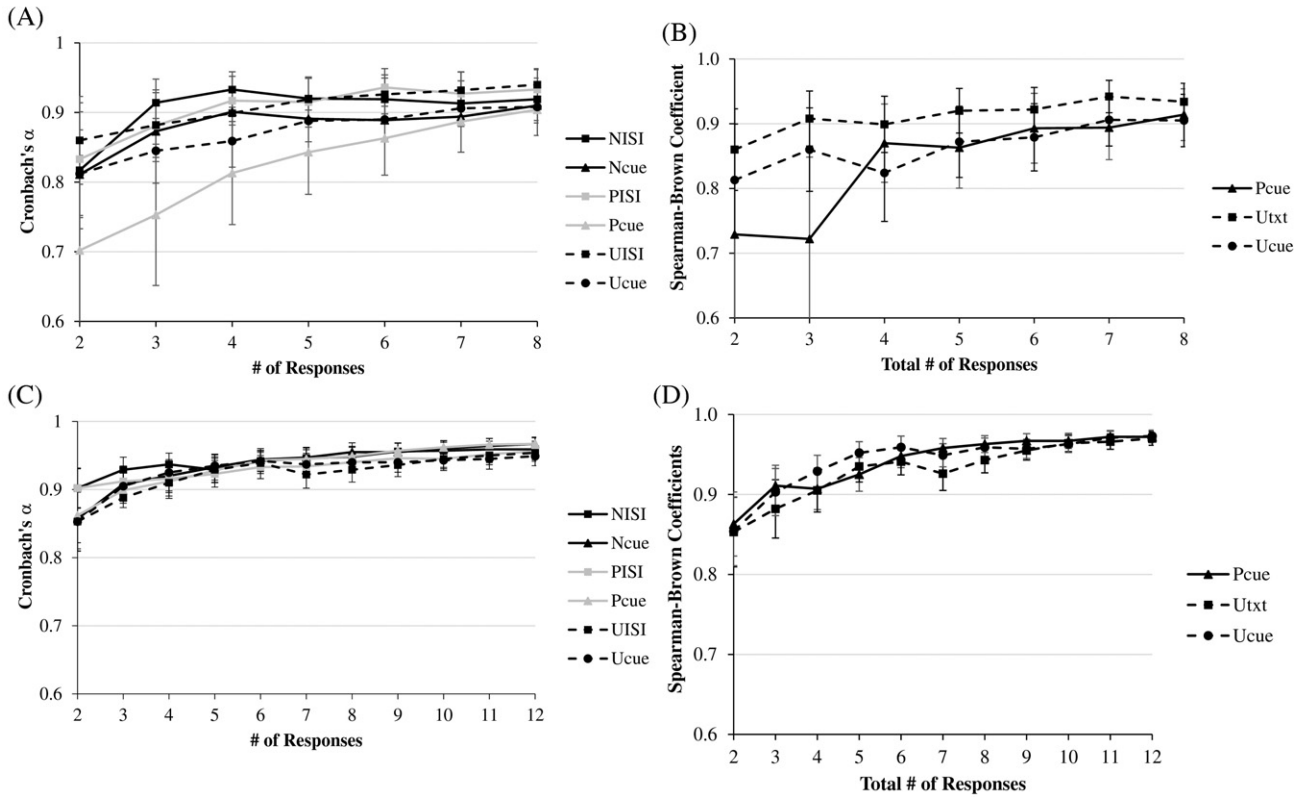 (A)
1
0.9
0.8
0.7
0.6
Cronbach's α
2 3 4 5 6 7 8
# of Responses
NISI
Ncue
PISI
Pcue
UISI
Ucue
(B)
1.0
0.9
0.8
0.7
0.6
Spearman-Brown Coefficient
2 3 4 5 6 7 8
Total # of Responses
Pcue
Utxt
Ucue
(C)
1
0.9
0.8
0.7
0.6
Cronbach's α
2 3 4 5 6 7 8 9 10 11 12
# of Responses
NISI
Ncue
PISI
Pcue
UISI
Ucue
(D)
1.0
0.9
0.8
0.7
0.6
Spearman-Brown Coefficients
2 3 4 5 6 7 8 9 10 11 12
Total # of Responses
Pcue
Utxt
Ucue